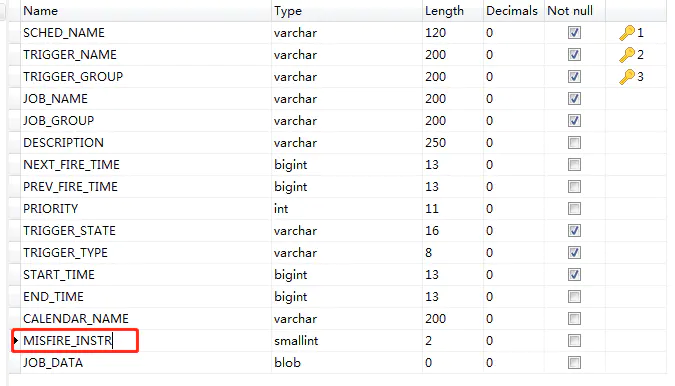 Name Type Length Decimals Not null
SCHED_NAME varchar 120 0 1
TRIGGER_NAME varchar 200 0 2
TRIGGER_GROUP varchar 200 0 3
JOB_NAME varchar 200 0
JOB_GROUP varchar 200 0
DESCRIPTION varchar 250 0
NEXT_FIRE_TIME bigint 13 0
PREV_FIRE_TIME bigint 13 0
PRIORITY int 11 0
TRIGGER_STATE varchar 16 0
TRIGGER_TYPE varchar 8 0
START_TIME bigint 13 0
END_TIME bigint 13 0
CALENDAR_NAME varchar 200 0
MISFIRE_INSTR smallint 2 0
JOB_DATA blob 0 0